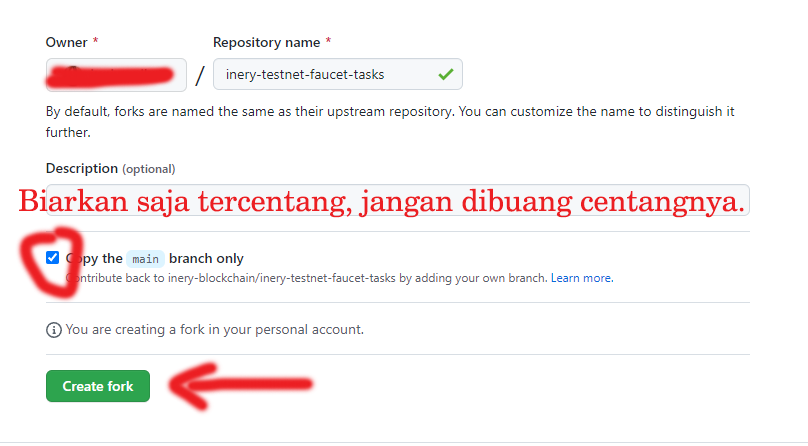 Owner * Repository name *
/ inery-testnet-faucet-tasks
By default, forks are named the same as their upstream repository. You can customize the name to distinguish it
further.
Description (optional)
Biarkan saja tercentang, jangan dibuang centangnya.
Copy the main branch only
Contribute back to inery-blockchain/inery-testnet-faucet-tasks by adding your own branch. Learn more.
You are creating a fork in your personal account.
Create fork